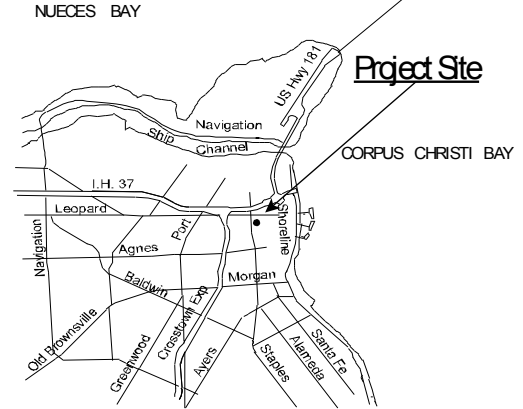 NUECES BAY
US Hwy 181
Project Site
Navigation
Ship
Channel
CORPUS CHRISTI BAY
I.H. 37
Leopard
Port
Shoreline
Navigation
Agnes
Baldwin
Morgan
Old Brownsville
Greenwood
Crosstown Exp
Ayers
Staples
Alameda
Santa Fe